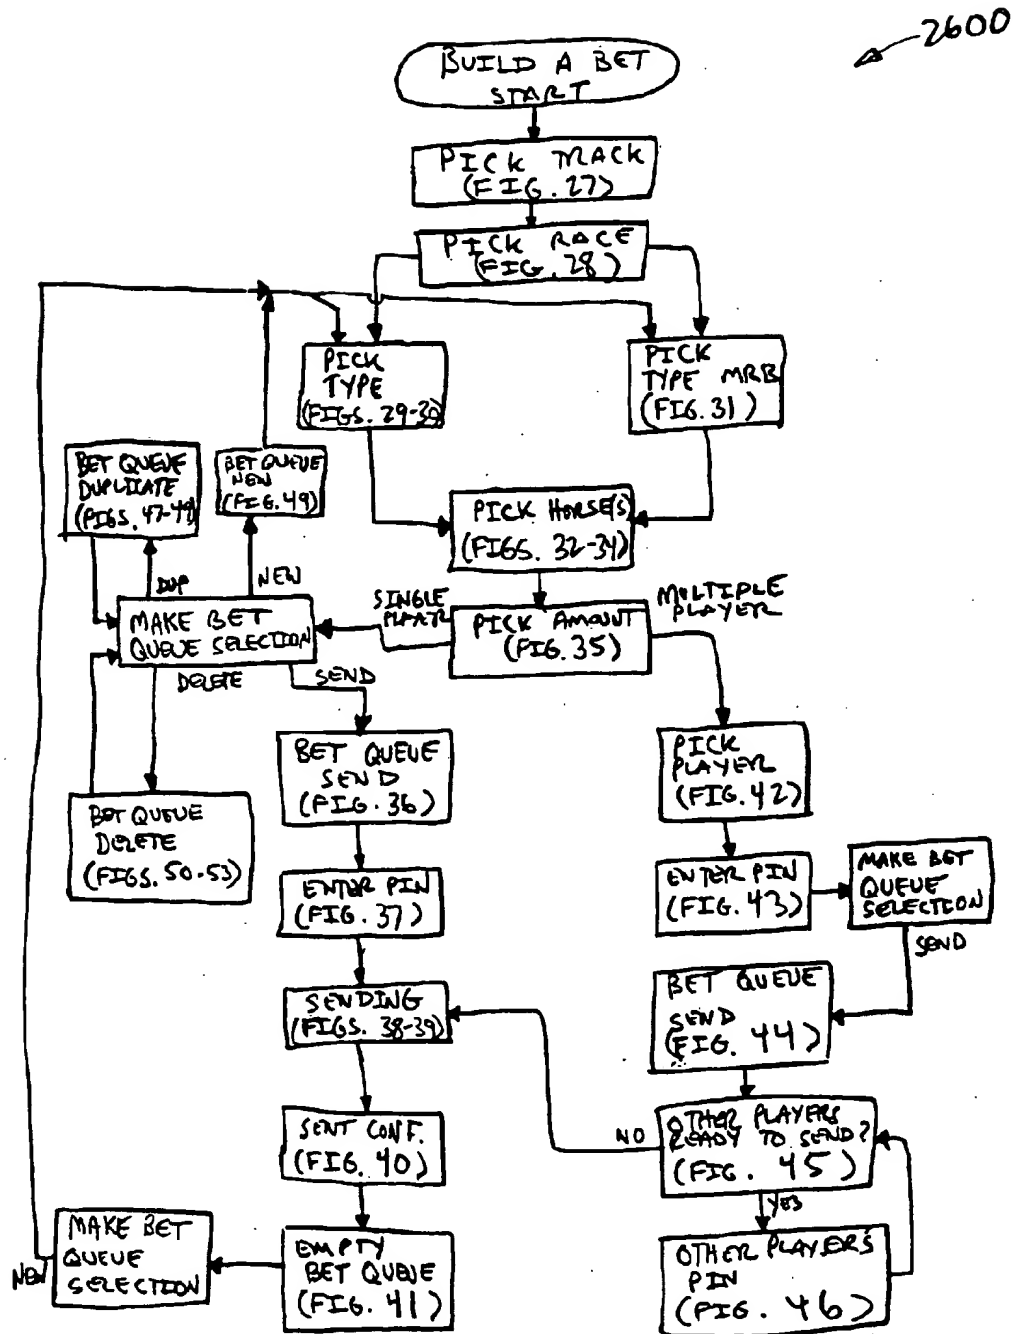 2600
BUILD A BET
START
PICK TRACK
(FIG. 27)
PICK RACE
(FIG. 28)
PICK
TYPE
(FIGS. 29-30)
PICK
TYPE MRB
(FIG. 31)
BET QUEUE
DUPLICATE
(FIGS. 47-48)
BET QUEUE
NEW
(FIG. 49)
PICK HORSE(S)
(FIGS. 32-34)
DUP
NEW
SINGLE
PLAYER
MULTIPLE
PLAYER
MAKE BET
QUEUE SELECTION
PICK AMOUNT
(FIG. 35)
DELETE
SEND
BET QUEUE
SEND
(FIG. 36)
PICK
PLAYER
(FIG. 42)
BET QUEUE
DELETE
(FIGS. 50-53)
ENTER PIN
(FIG. 37)
ENTER PIN
(FIG. 43)
MAKE BET
QUEUE
SELECTION
SEND
SENDING
(FIGS. 38-39)
BET QUEUE
SEND
(FIG. 44)
SENT CONF.
(FIG. 40)
NO
OTHER PLAYERS
READY TO SEND?
(FIG. 45)
YES
MAKE BET
QUEUE
SELECTION
NEW
EMPTY
BET QUEUE
(FIG. 41)
OTHER PLAYER'S
PIN
(FIG. 46)